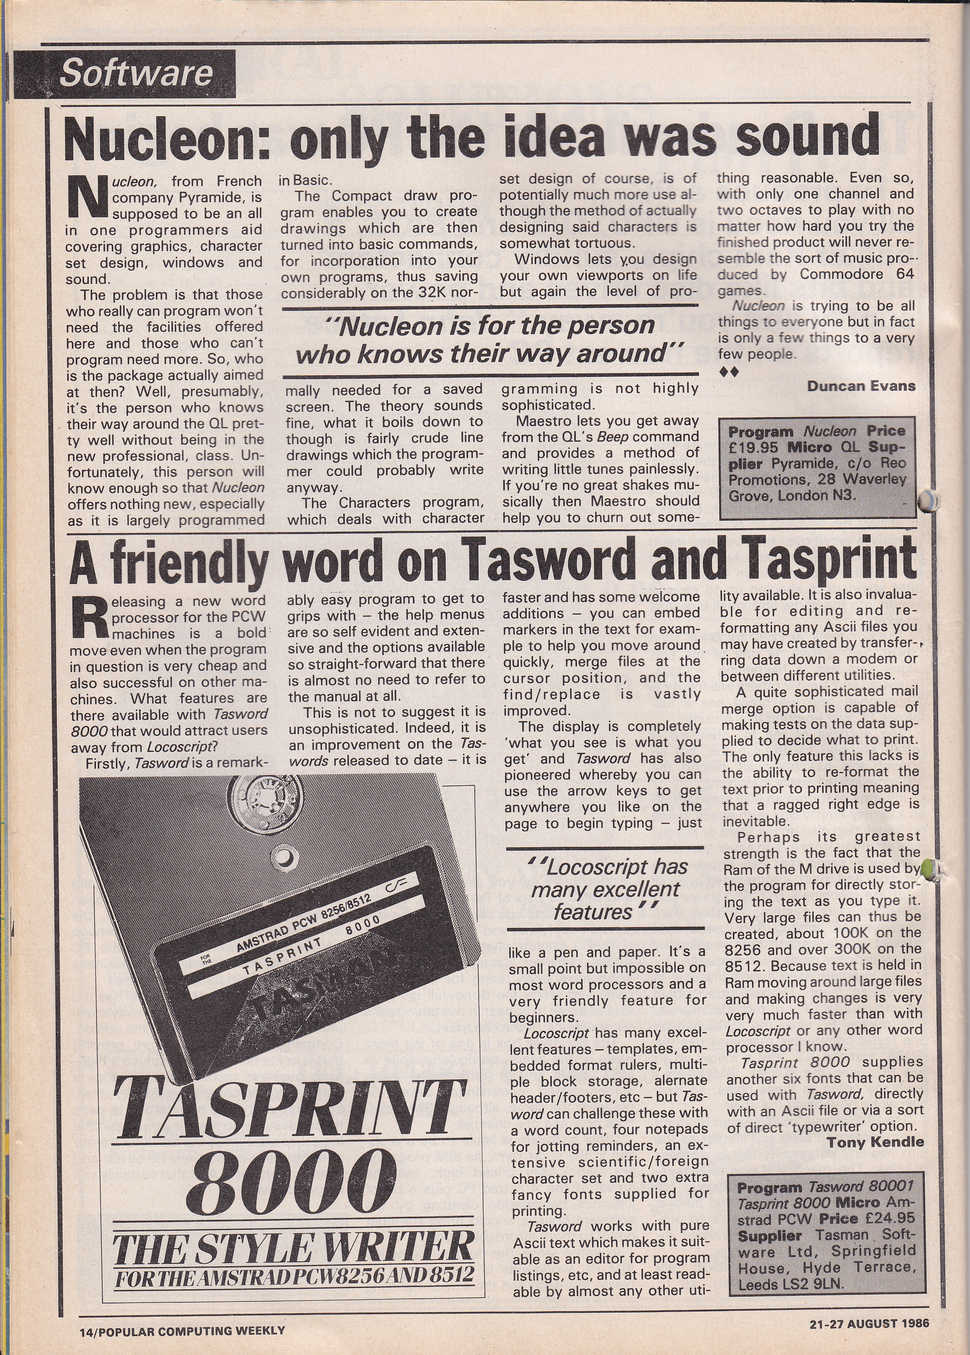 Software
Nucleon: only the idea was sound
Nucleon, from French
company Pyramide, is
supposed to be an all
in one programmers aid
covering graphics, character
set design, windows and
sound.
The problem is that those
who really can program won't
need the facilities offered
here and those who can't
program need more. So, who
is the package actually aimed
at then? Well, presumably,
it's the person who knows
their way around the QL pret-
ty well without being in the
new professional, class. Un-
fortunately, this person will
know enough so that Nucleon
offers nothing new, especially
as it is largely programmed
in Basic.
The Compact draw pro-
gram enables you to create
drawings which are then
turned into basic commands,
for incorporation into your
own programs, thus saving
considerably on the 32K nor-
"Nucleon is for the person
who knows their way around"
mally needed for a saved
screen. The theory sounds
fine, what it boils down to
though is fairly crude line
drawings which the program-
mer could probably write
anyway.
The Characters program,
which deals with character
set design of course, is of
potentially much more use al-
though the method of actually
designing said characters is
somewhat tortuous.
Windows lets you design
your own viewports on life
but again the level of pro-
gramming is not highly
sophisticated.
Maestro lets you get away
from the QL's Beep command
and provides a method of
writing little tunes painlessly.
If you're no great shakes mu-
sically then Maestro should
help you to churn out some-
thing reasonable. Even so,
with only one channel and
two octaves to play with no
matter how hard you try the
finished product will never re-
semble the sort of music pro-
duced by Commodore 64
games.
Nucleon is trying to be all
things to everyone but in fact
is only a few things to a very
few people.
♦♦
Duncan Evans
Program Nucleon Price
£19.95 Micro QL Sup-
plier Pyramide, c/o Reo
Promotions, 28 Waverley
Grove, London N3.
A friendly word on Tasword and Tasprint
Releasing a new word
processor for the PCW
machines is a bold
move even when the program
in question is very cheap and
also successful on other ma-
chines. What features are
there available with Tasword
8000 that would attract users
away from Locoscript?
Firstly, Tasword is a remark-
ably easy program to get to
grips with – the help menus
are so self evident and exten-
sive and the options available
so straight-forward that there
is almost no need to refer to
the manual at all.
This is not to suggest it is
unsophisticated. Indeed, it is
an improvement on the Tas-
words released to date – it is
FOR THE
AMSTRAD PCW 8256/8512
TASPRINT 8000
TASMAN
TASPRINT
8000
THE STYLE WRITER
FOR THE AMSTRAD PCW8256 AND 8512
faster and has some welcome
additions – you can embed
markers in the text for exam-
ple to help you move around
quickly, merge files at the
cursor position, and the
find/replace is vastly
improved.
The display is completely
'what you see is what you
get' and Tasword has also
pioneered whereby you can
use the arrow keys to get
anywhere you like on the
page to begin typing – just
"Locoscript has
many excellent
features"
like a pen and paper. It's a
small point but impossible on
most word processors and a
very friendly feature for
beginners.
Locoscript has many excel-
lent features – templates, em-
bedded format rulers, multi-
ple block storage, alernate
header/footers, etc – but Tas-
word can challenge these with
a word count, four notepads
for jotting reminders, an ex-
tensive scientific/foreign
character set and two extra
fancy fonts supplied for
printing.
Tasword works with pure
Ascii text which makes it suit-
able as an editor for program
listings, etc, and at least read-
able by almost any other uti-
lity available. It is also invalua-
ble for editing and re-
formatting any Ascii files you
may have created by transfer-
ring data down a modem or
between different utilities.
A quite sophisticated mail
merge option is capable of
making tests on the data sup-
plied to decide what to print.
The only feature this lacks is
the ability to re-format the
text prior to printing meaning
that a ragged right edge is
inevitable.
Perhaps its greatest
strength is the fact that the
Ram of the M drive is used by
the program for directly stor-
ing the text as you type it.
Very large files can thus be
created, about 100K on the
8256 and over 300K on the
8512. Because text is held in
Ram moving around large files
and making changes is very
very much faster than with
Locoscript or any other word
processor I know.
Tasprint 8000 supplies
another six fonts that can be
used with Tasword, directly
with an Ascii file or via a sort
of direct 'typewriter' option.
Tony Kendle
Program Tasword 80001
Tasprint 8000 Micro Am-
strad PCW Price £24.95
Supplier Tasman Soft-
ware Ltd, Springfield
House, Hyde Terrace,
Leeds LS2 9LN.
14/POPULAR COMPUTING WEEKLY
21-27 AUGUST 1986